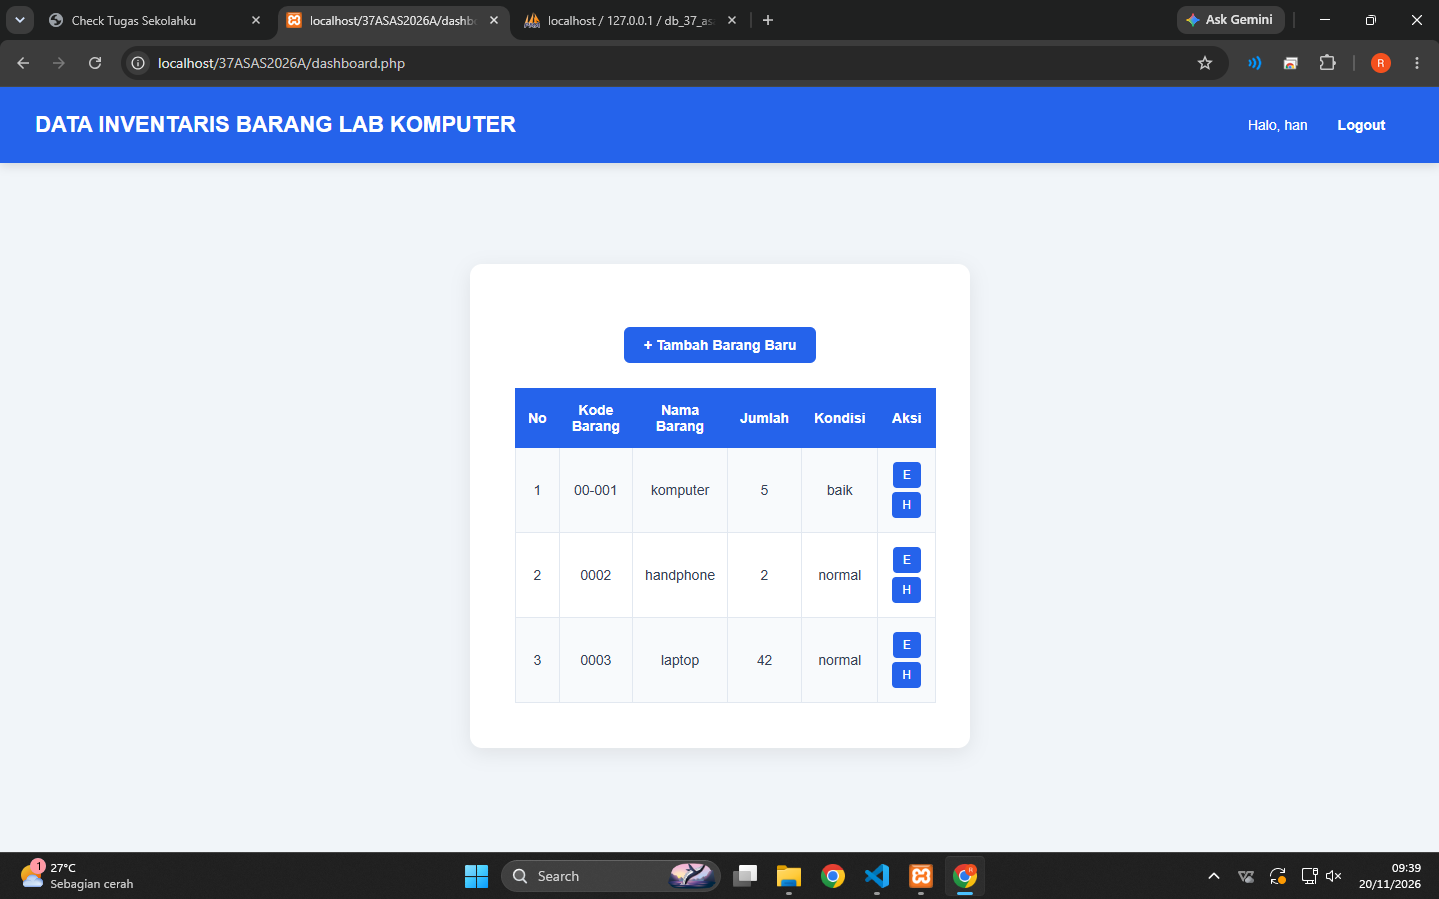 Check Tugas Sekolahku
localhost/37ASAS2026A/dashb
localhost / 127.0.0.1 / db_37_as
Ask Gemini
localhost/37ASAS2026A/dashboard.php
R
DATA INVENTARIS BARANG LAB KOMPUTER
Halo, han
Logout
+ Tambah Barang Baru
No Kode Barang Nama Barang Jumlah Kondisi Aksi
1 00-001 komputer 5 baik E H
2 0002 handphone 2 normal E H
3 0003 laptop 42 normal E H
1
27°C
Sebagian cerah
Search
R
09:39
20/11/2026